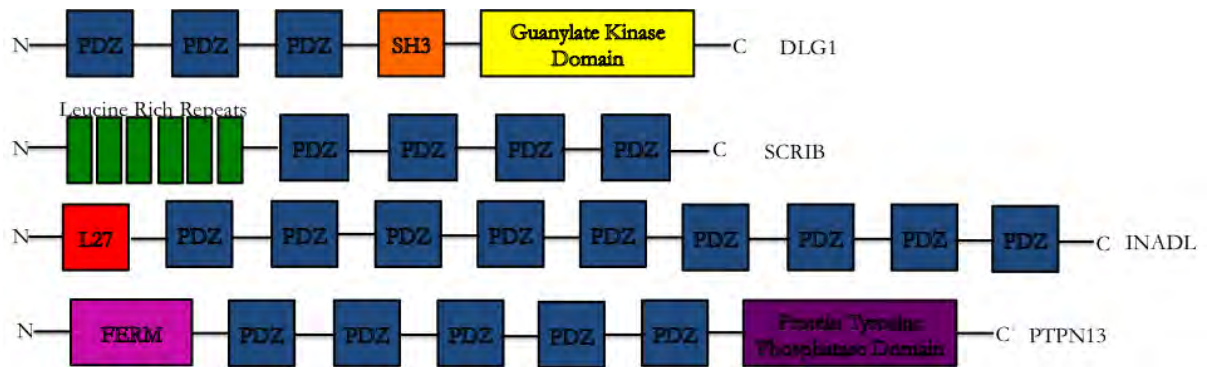 N PDZ PDZ PDZ SH3 Guanylate Kinase Domain C DLG1
Leucine Rich Repeats
N PDZ PDZ PDZ PDZ C SCRIB
N L27 PDZ PDZ PDZ PDZ PDZ PDZ PDZ PDZ PDZ C INADL
N FERM PDZ PDZ PDZ PDZ PDZ Protein Tyrosine Phosphatase Domain C PTPN13